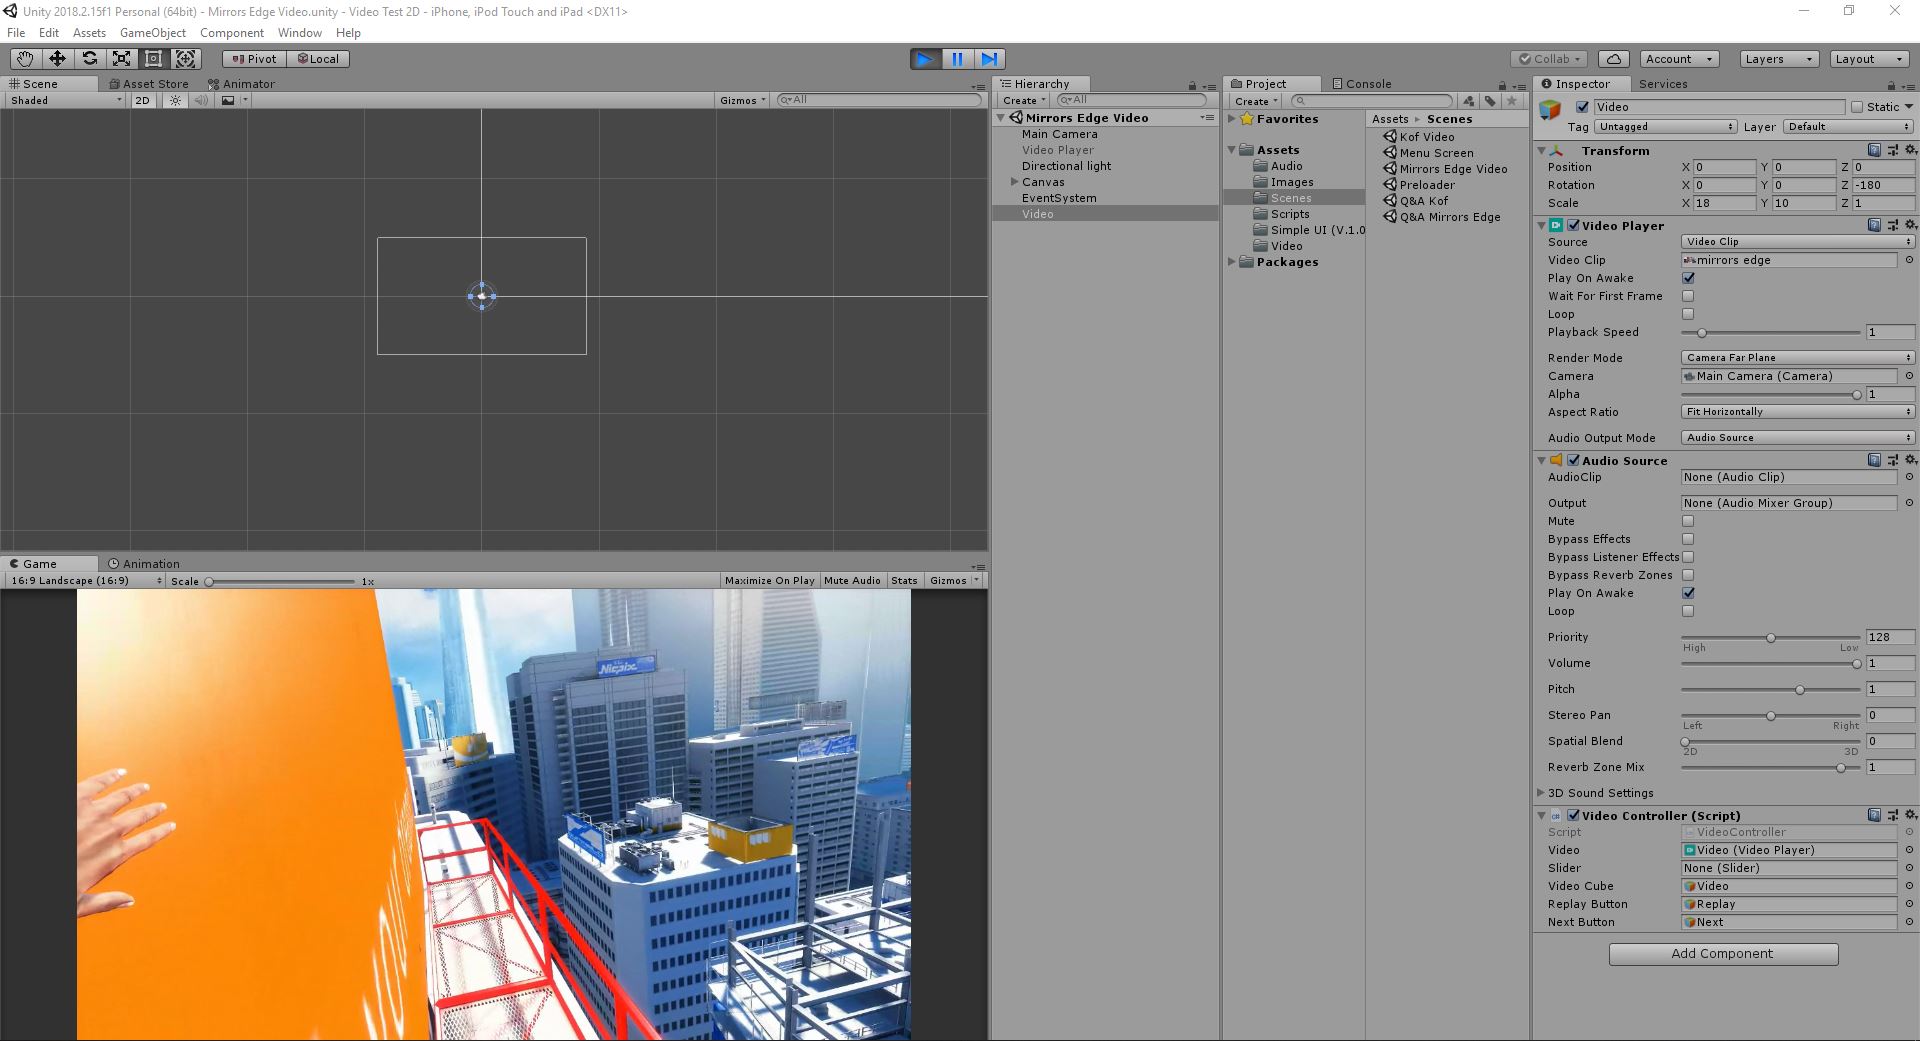 Unity 2018.2.15f1 Personal (64bit) - Mirrors Edge Video.unity - Video Test 2D - iPhone, iPod Touch and iPad <DX11>
File Edit Assets GameObject Component Window Help
Pivot Local Collab Account Layers Layout
Scene Asset Store Animator
Shaded 2D Gizmos All
Game Animation
16:9 Landscape (16:9) Scale 1x Maximize On Play Mute Audio Stats Gizmos
Nicpix
Hierarchy
Create All
Mirrors Edge Video
Main Camera
Video Player
Directional light
Canvas
EventSystem
Video
Project Console
Create
Favorites
Assets
Audio
Images
Scenes
Scripts
Simple UI (V.1.0
Video
Packages
Assets Scenes
Kof Video
Menu Screen
Mirrors Edge Video
Preloader
Q&A Kof
Q&A Mirrors Edge
Inspector Services
Video Static
Tag Untagged Layer Default
Transform
Position X 0 Y 0 Z 0
Rotation X 0 Y 0 Z -180
Scale X 18 Y 10 Z 1
Video Player
Source Video Clip
Video Clip mirrors edge
Play On Awake
Wait For First Frame
Loop
Playback Speed 1
Render Mode Camera Far Plane
Camera Main Camera (Camera)
Alpha 1
Aspect Ratio Fit Horizontally
Audio Output Mode Audio Source
Audio Source
AudioClip None (Audio Clip)
Output None (Audio Mixer Group)
Mute
Bypass Effects
Bypass Listener Effects
Bypass Reverb Zones
Play On Awake
Loop
Priority 128
High Low
Volume 1
Pitch 1
Stereo Pan 0
Left Right
Spatial Blend 0
2D 3D
Reverb Zone Mix 1
3D Sound Settings
Video Controller (Script)
Script VideoController
Video Video (Video Player)
Slider None (Slider)
Video Cube Video
Replay Button Replay
Next Button Next
Add Component